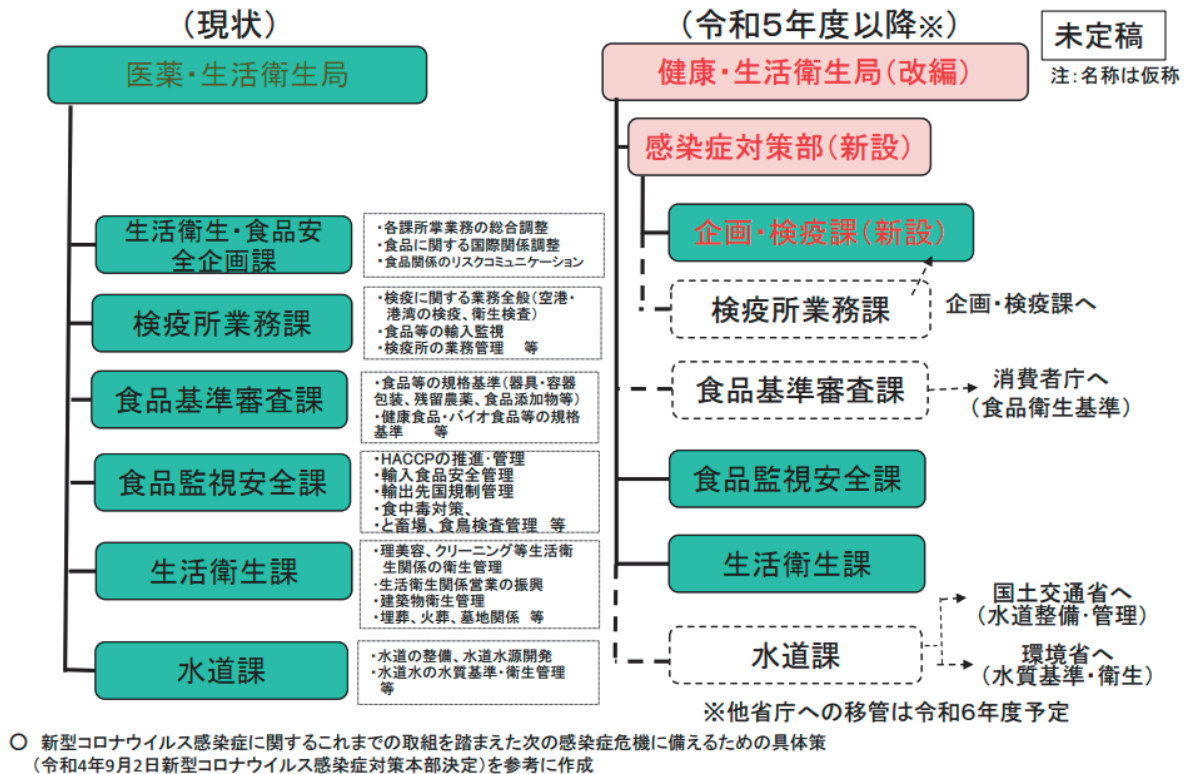 (現状)
医薬・生活衛生局
生活衛生・食品安
全企画課
・各課所掌業務の総合調整
・食品に関する国際関係調整
・食品関係のリスクコミュニケーション
検疫所業務課
・検疫に関する業務全般(空港・
港湾の検疫、衛生検査)
・食品等の輸入監視
・検疫所の業務管理 等
食品基準審査課
・食品等の規格基準(器具・容器
包装、残留農薬、食品添加物等)
・健康食品・バイオ食品等の規格
基準 等
食品監視安全課
・HACCPの推進・管理
・輸入食品安全管理
・輸出先国規制管理
・食中毒対策、
・と畜場、食鳥検査管理 等
生活衛生課
・理美容、クリーニング等生活衛
生関係の衛生管理
・生活衛生関係営業の振興
・建築物衛生管理
・埋葬、火葬、墓地関係 等
水道課
・水道の整備、水道水源開発
・水道水の水質基準・衛生管理
等
(令和5年度以降※)
未定稿
注:名称は仮称
健康・生活衛生局(改編)
感染症対策部(新設)
企画・検疫課(新設)
検疫所業務課
企画・検疫課へ
食品基準審査課
消費者庁へ
(食品衛生基準)
食品監視安全課
生活衛生課
水道課
国土交通省へ
(水道整備・管理)
環境省へ
(水質基準・衛生)
※他省庁への移管は令和6年度予定
○ 新型コロナウイルス感染症に関するこれまでの取組を踏まえた次の感染症危機に備えるための具体策
(令和4年9月2日新型コロナウイルス感染症対策本部決定)を参考に作成